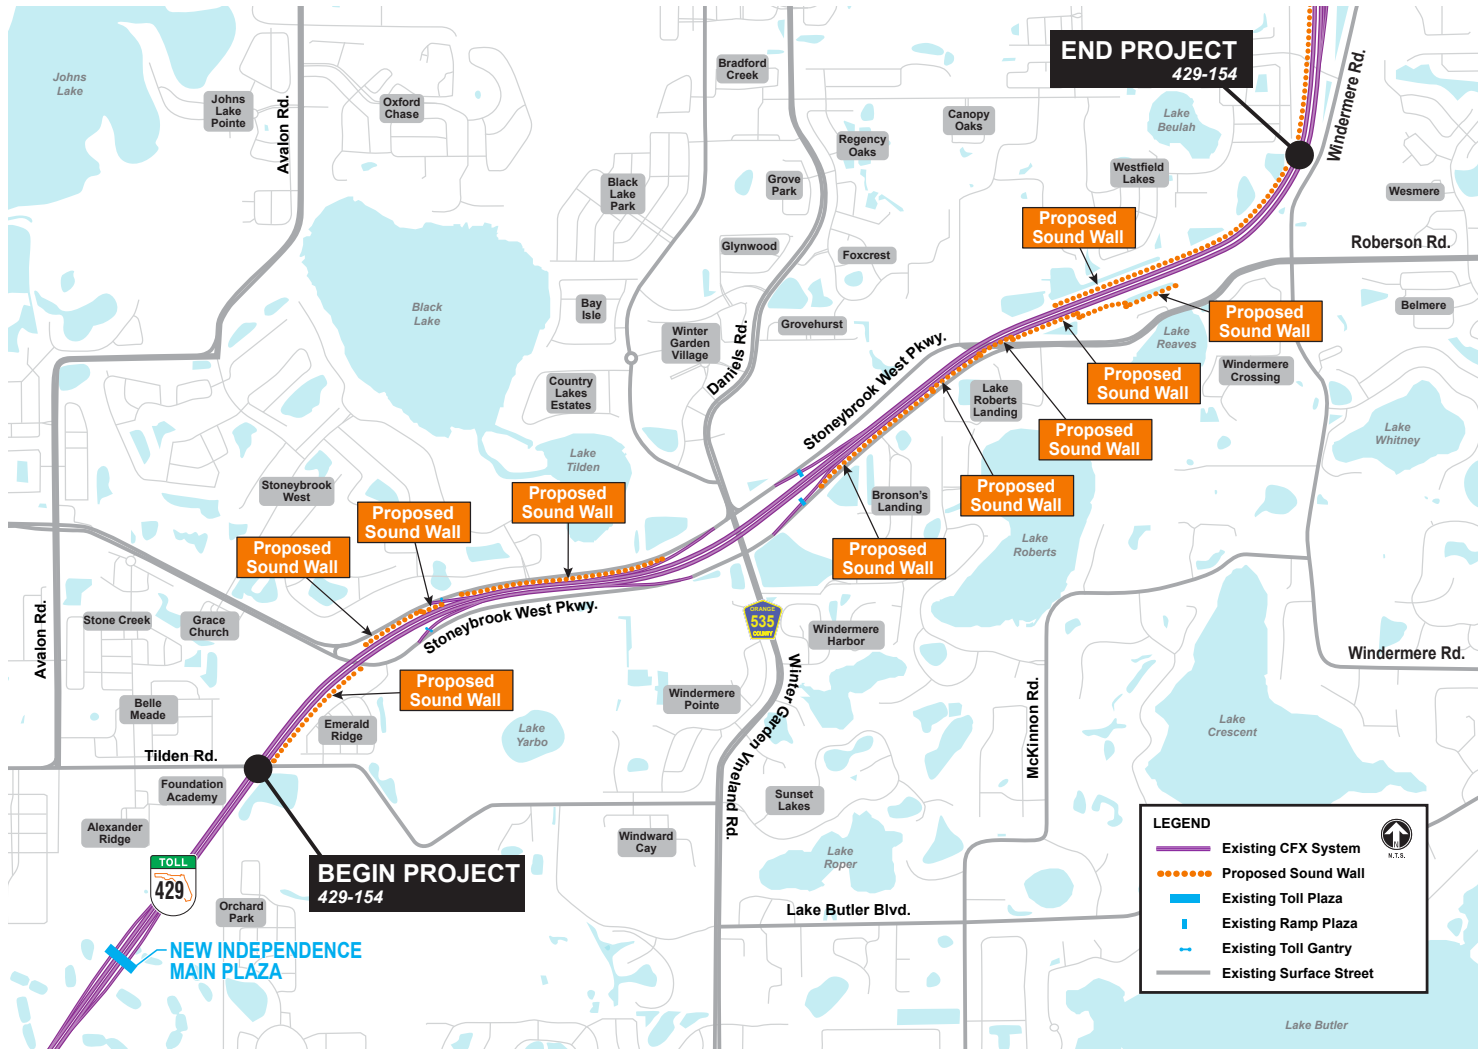 END PROJECT
429-154
Windermere Rd.
Johns
Lake
Johns
Lake
Pointe
Avalon Rd.
Oxford
Chase
Bradford
Creek
Regency
Oaks
Canopy
Oaks
Lake
Beulah
Westfield
Lakes
Wesmere
Black
Lake
Park
Grove
Park
Glynwood
Foxcrest
Proposed
Sound Wall
Roberson Rd.
Black
Lake
Bay
Isle
Winter
Garden
Village
Grovehurst
Daniels Rd.
Stoneybrook West Pkwy.
Proposed
Sound Wall
Belmere
Lake
Reaves
Windermere
Crossing
Country
Lakes
Estates
Lake
Roberts
Landing
Proposed
Sound Wall
Proposed
Sound Wall
Lake
Whitney
Lake
Tilden
Stoneybrook
West
Proposed
Sound Wall
Proposed
Sound Wall
Proposed
Sound Wall
Bronson's
Landing
Proposed
Sound Wall
Proposed
Sound Wall
Lake
Roberts
Avalon Rd.
Stone Creek
Grace
Church
Stoneybrook West Pkwy.
ORANGE
535
COUNTY
Windermere
Harbor
Windermere Rd.
Proposed
Sound Wall
Belle
Meade
Emerald
Ridge
Lake
Yarbo
Windermere
Pointe
Winter Garden Vineland Rd.
McKinnon Rd.
Lake
Crescent
Tilden Rd.
Foundation
Academy
Alexander
Ridge
Sunset
Lakes
Windward
Cay
Lake
Roper
BEGIN PROJECT
429-154
TOLL
429
Orchard
Park
NEW INDEPENDENCE
MAIN PLAZA
Lake Butler Blvd.
LEGEND
N
N.T.S.
Existing CFX System
Proposed Sound Wall
Existing Toll Plaza
Existing Ramp Plaza
Existing Toll Gantry
Existing Surface Street
Lake Butler